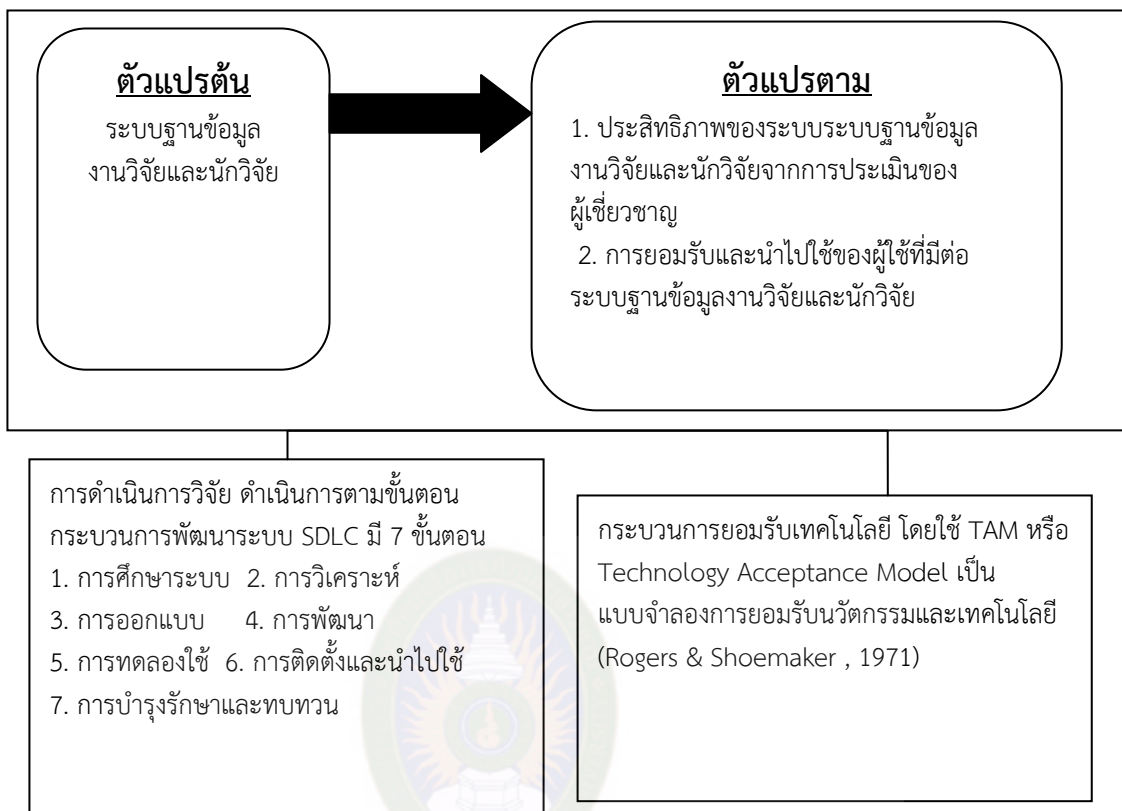 ตัวแปรต้น
ระบบฐานข้อมูล
งานวิจัยและนักวิจัย
ตัวแปรตาม
1. ประสิทธิภาพของระบบระบบฐานข้อมูล
งานวิจัยและนักวิจัยจากการประเมินของ
ผู้เชี่ยวชาญ
2. การยอมรับและนำไปใช้ของผู้ใช้ที่มีต่อ
ระบบฐานข้อมูลงานวิจัยและนักวิจัย
การดำเนินการวิจัย ดำเนินการตามขั้นตอน
กระบวนการพัฒนาระบบ SDLC มี 7 ขั้นตอน
1. การศึกษาระบบ 2. การวิเคราะห์
3. การออกแบบ 4. การพัฒนา
5. การทดลองใช้ 6. การติดตั้งและนำไปใช้
7. การบำรุงรักษาและทบทวน
กระบวนการยอมรับเทคโนโลยี โดยใช้ TAM หรือ
Technology Acceptance Model เป็น
แบบจำลองการยอมรับนวัตกรรมและเทคโนโลยี
(Rogers & Shoemaker , 1971)